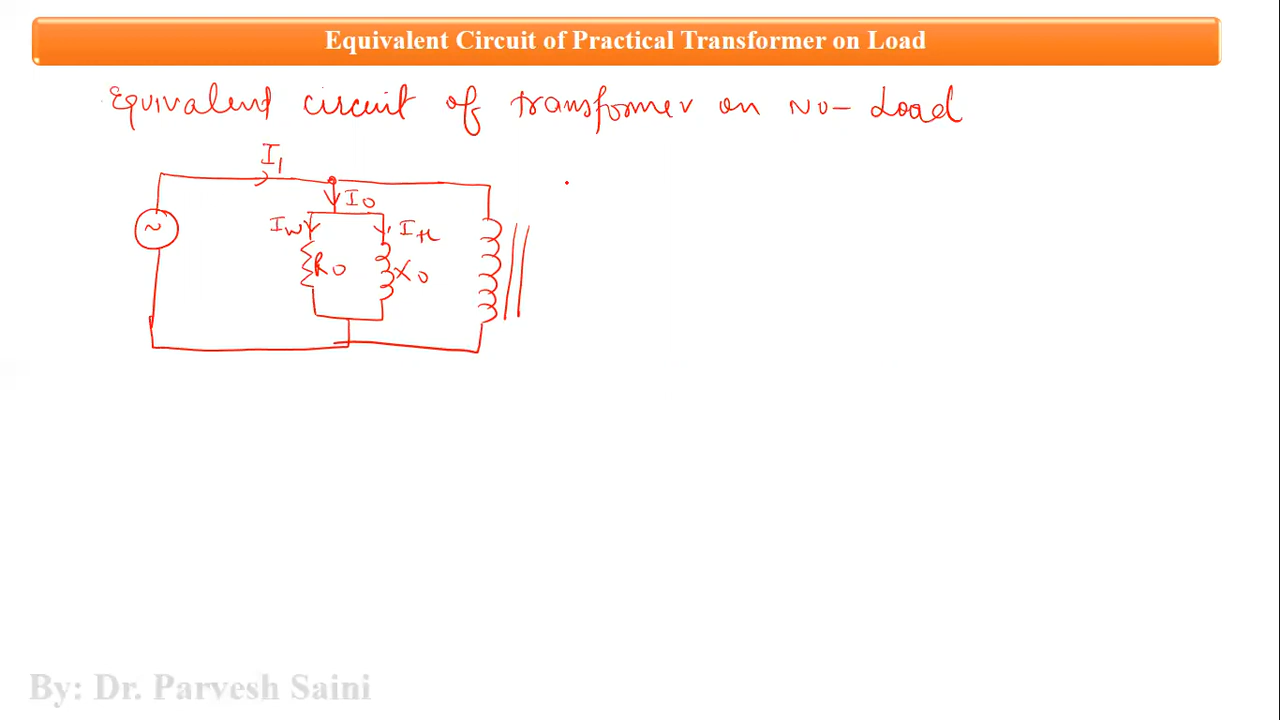 Equivalent Circuit of Practical Transformer on Load
Equivalent circuit of transformer on No-Load
I1
I0
Iw
Iμ
~
R0
X0
By: Dr. Parvesh Saini